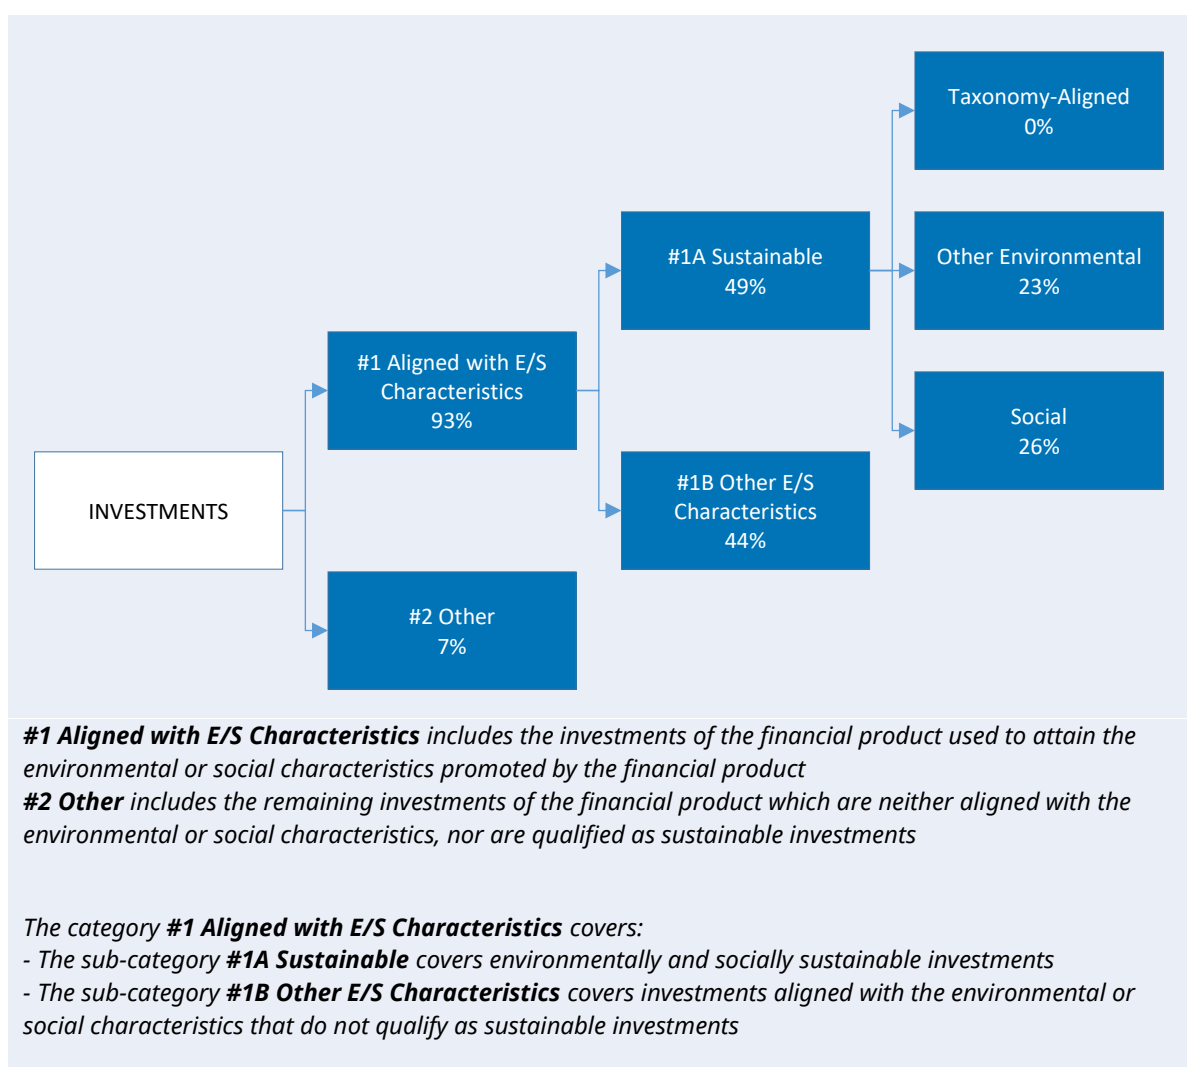 Taxonomy-Aligned
0%
#1A Sustainable
49%
Other Environmental
23%
#1 Aligned with E/S
Characteristics
93%
Social
26%
#1B Other E/S
Characteristics
44%
INVESTMENTS
#2 Other
7%
#1 Aligned with E/S Characteristics includes the investments of the financial product used to attain the
environmental or social characteristics promoted by the financial product
#2 Other includes the remaining investments of the financial product which are neither aligned with the
environmental or social characteristics, nor are qualified as sustainable investments
The category #1 Aligned with E/S Characteristics covers:
- The sub-category #1A Sustainable covers environmentally and socially sustainable investments
- The sub-category #1B Other E/S Characteristics covers investments aligned with the environmental or
social characteristics that do not qualify as sustainable investments